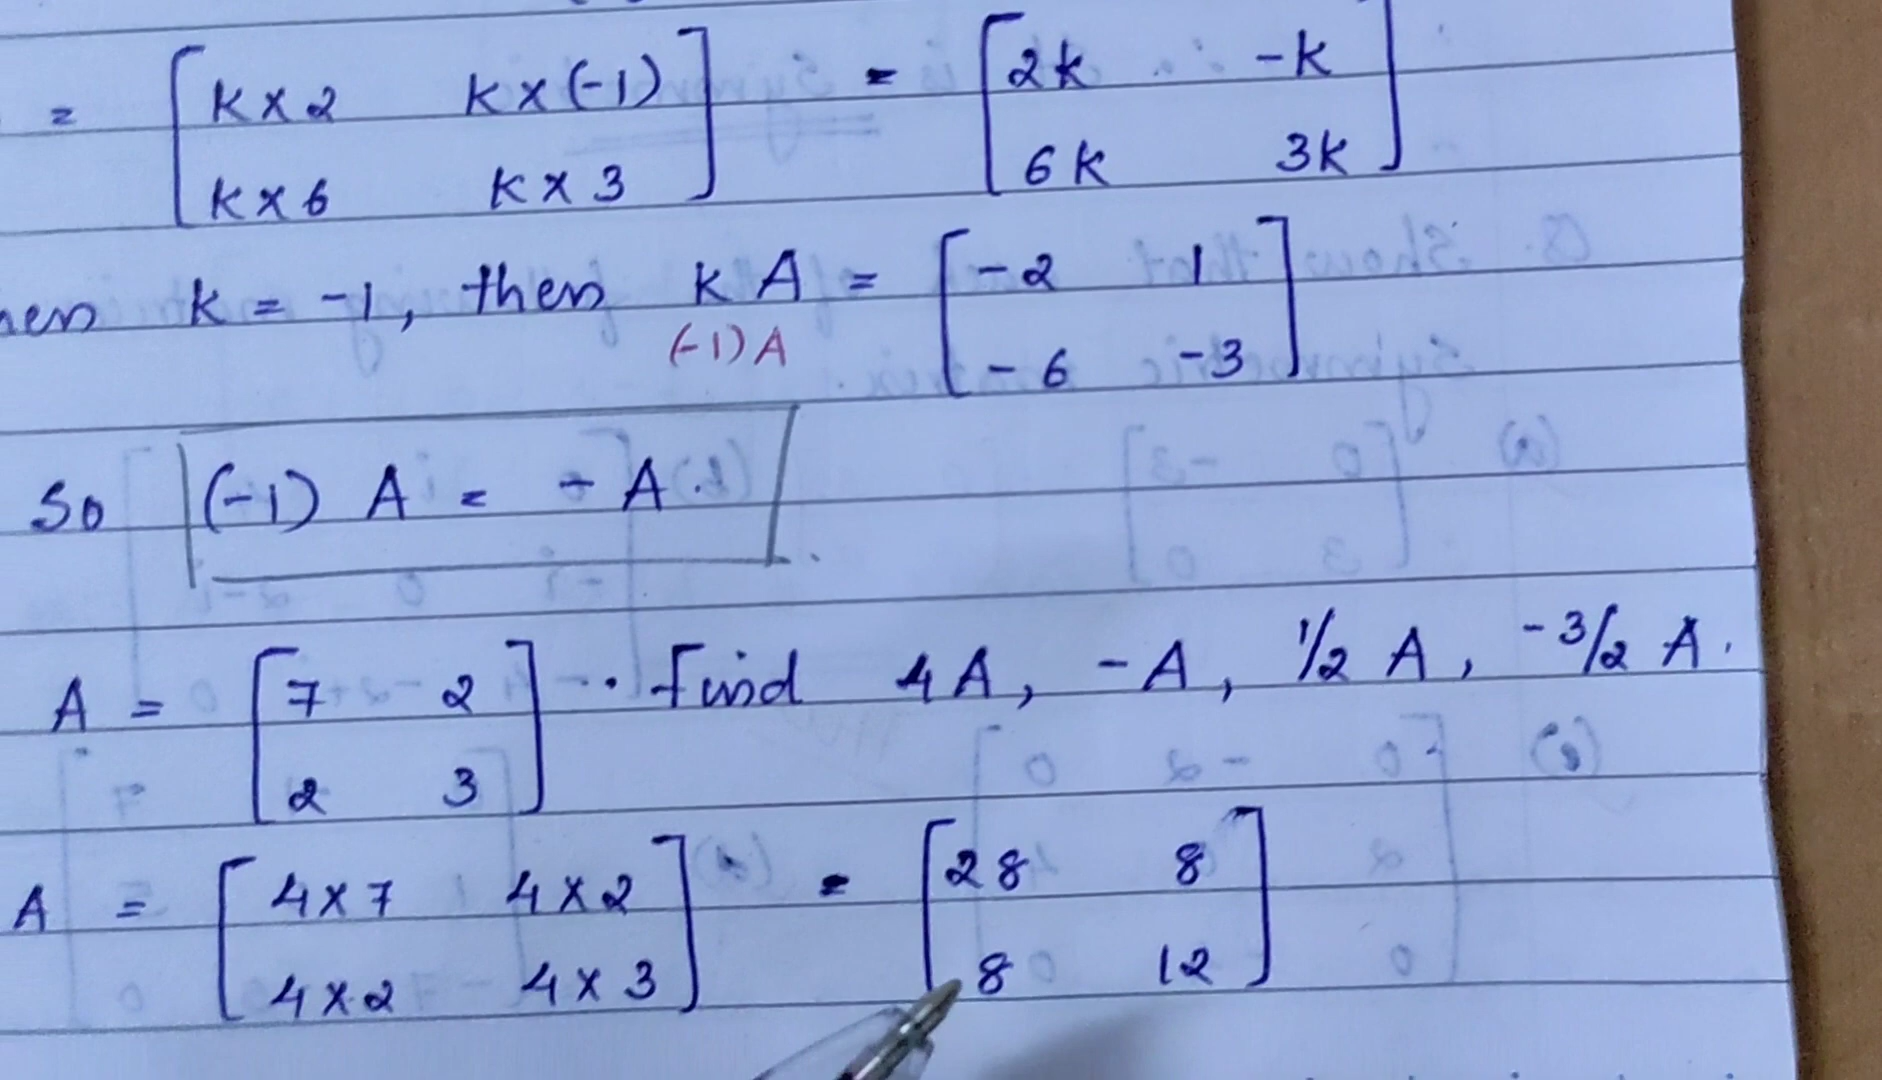 = [ k × 2 k × (-1) ] = [ 2k -k ]
[ k × 6 k × 3 ] [ 6k 3k ]
k = -1, then kA = [ -2 1 ]
(-1)A [ -6 -3 ]
So (-1) A = - A.
A = [ 7 2 ] . Find 4A, -A, 1/2 A, -3/2 A.
[ 2 3 ]
A = [ 4 × 7 4 × 2 ] = [ 28 8 ]
[ 4 × 2 4 × 3 ] [ 8 12 ]